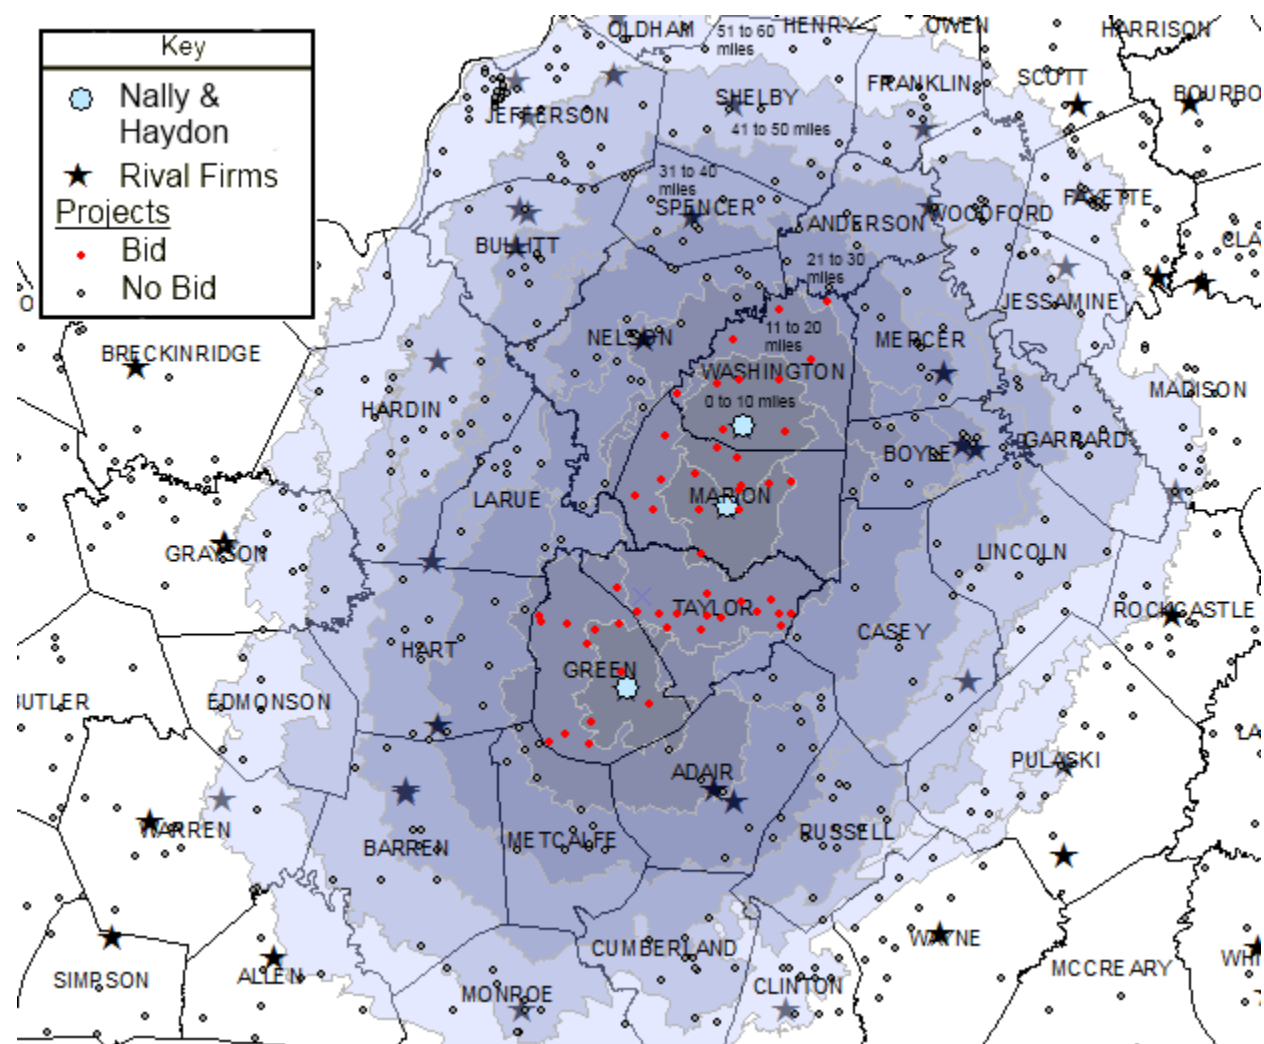 Key
Nally &
Haydon
Rival Firms
Projects
Bid
No Bid
OLDHAM
51 to 60
miles
HENRY
OWEN
HARRISON
SCOTT
FRANKLIN
BOURBO
SHELBY
JEFFERSON
41 to 50 miles
31 to 40
miles
SPENCER
ANDERSON
WOODFORD
FAYETTE
CLA
BULLITT
21 to 30
miles
JESSAMINE
O
NELSON
11 to 20
miles
MERCER
BRECKINRIDGE
WASHINGTON
MADISON
HARDIN
0 to 10 miles
GARRARD
BOYLE
LARUE
MARION
GRAYSON
LINCOLN
TAYLOR
ROCKCASTLE
CASEY
HART
GREEN
BUTLER
EDMONSON
LA
PULASKI
ADAIR
WARREN
RUSSELL
METCALFE
BARREN
CUMBERLAND
WAYNE
WHI
MCCREARY
SIMPSON
ALLEN
CLINTON
MONROE